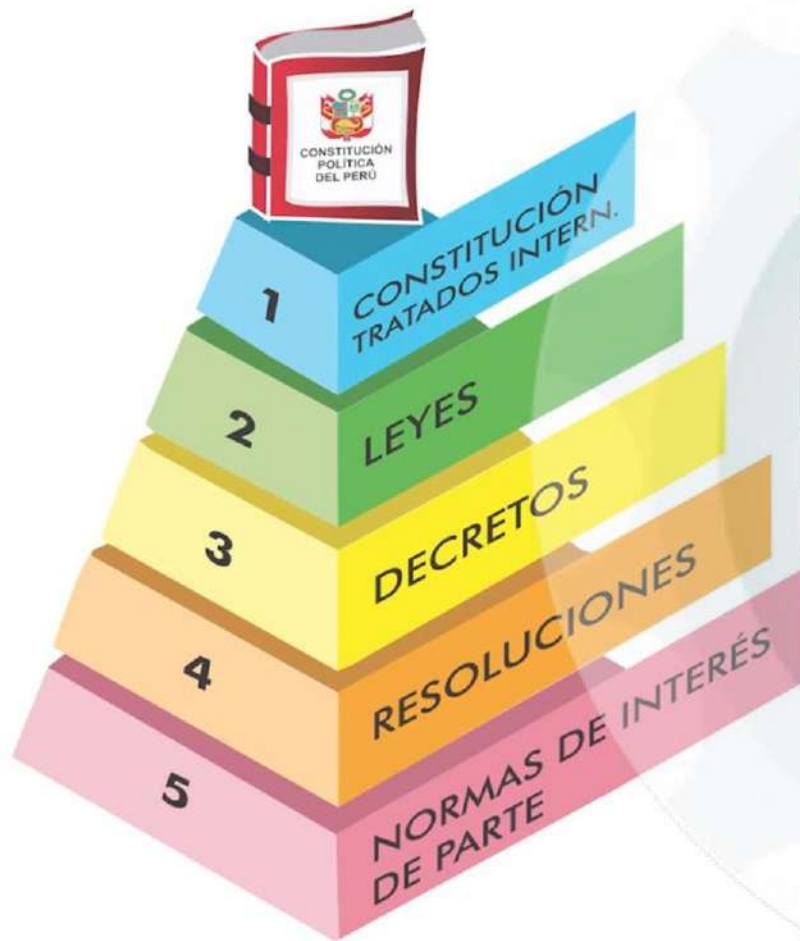 CONSTITUCIÓN
POLÍTICA
DEL PERÚ
1
CONSTITUCIÓN
TRATADOS INTERN.
2
LEYES
3
DECRETOS
4
RESOLUCIONES
5
NORMAS DE INTERÉS
DE PARTE